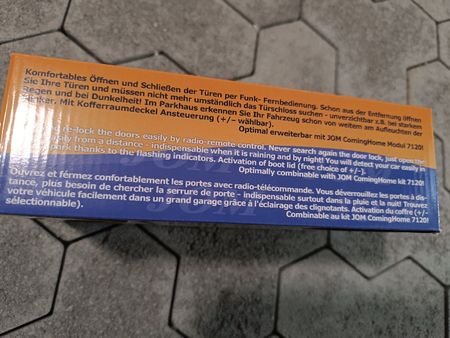 Komfortables Öffnen und Schließen der Türen per Funk- Fernbedienung. Schon aus der Entfernung öffnen
Sie Ihre Türen und müssen nicht mehr umständlich das Türschloss suchen - unverzichtbar z.B. bei starkem
Regen und bei Dunkelheit! Im Parkhaus erkennen Sie Ihr Fahrzeug schon von weitem am Aufleuchten der
Blinker. Mit Kofferraumdeckel Ansteuerung (+/– wählbar).
Optimal erweiterbar mit JOM ComingHome Modul 7120!
re-lock the doors easily by radio-remote control. Never search again the door lock, just open the
from a distance - indispensable when it is raining and by night! You will detect your car easily in
park thanks to the flashing indicators. Activation of boot lid (free choice of +/-).
Optimally combinable with JOM ComingHome kit 7120!
Ouvrez et férmez confortablement les portes avec radio-télécommande. Vous déverrouillez les portes à dis-
tance, plus besoin de chercher la serrure de porte - indispensable surtout dans la pluie et la nuit! Trouvez
votre véhicule facilement dans un grand garage grâce à l'éclairage des clignotants. Activation du coffre (+/-
sélectionnable).
Combinable au kit JOM ComingHome 7120!
JOM